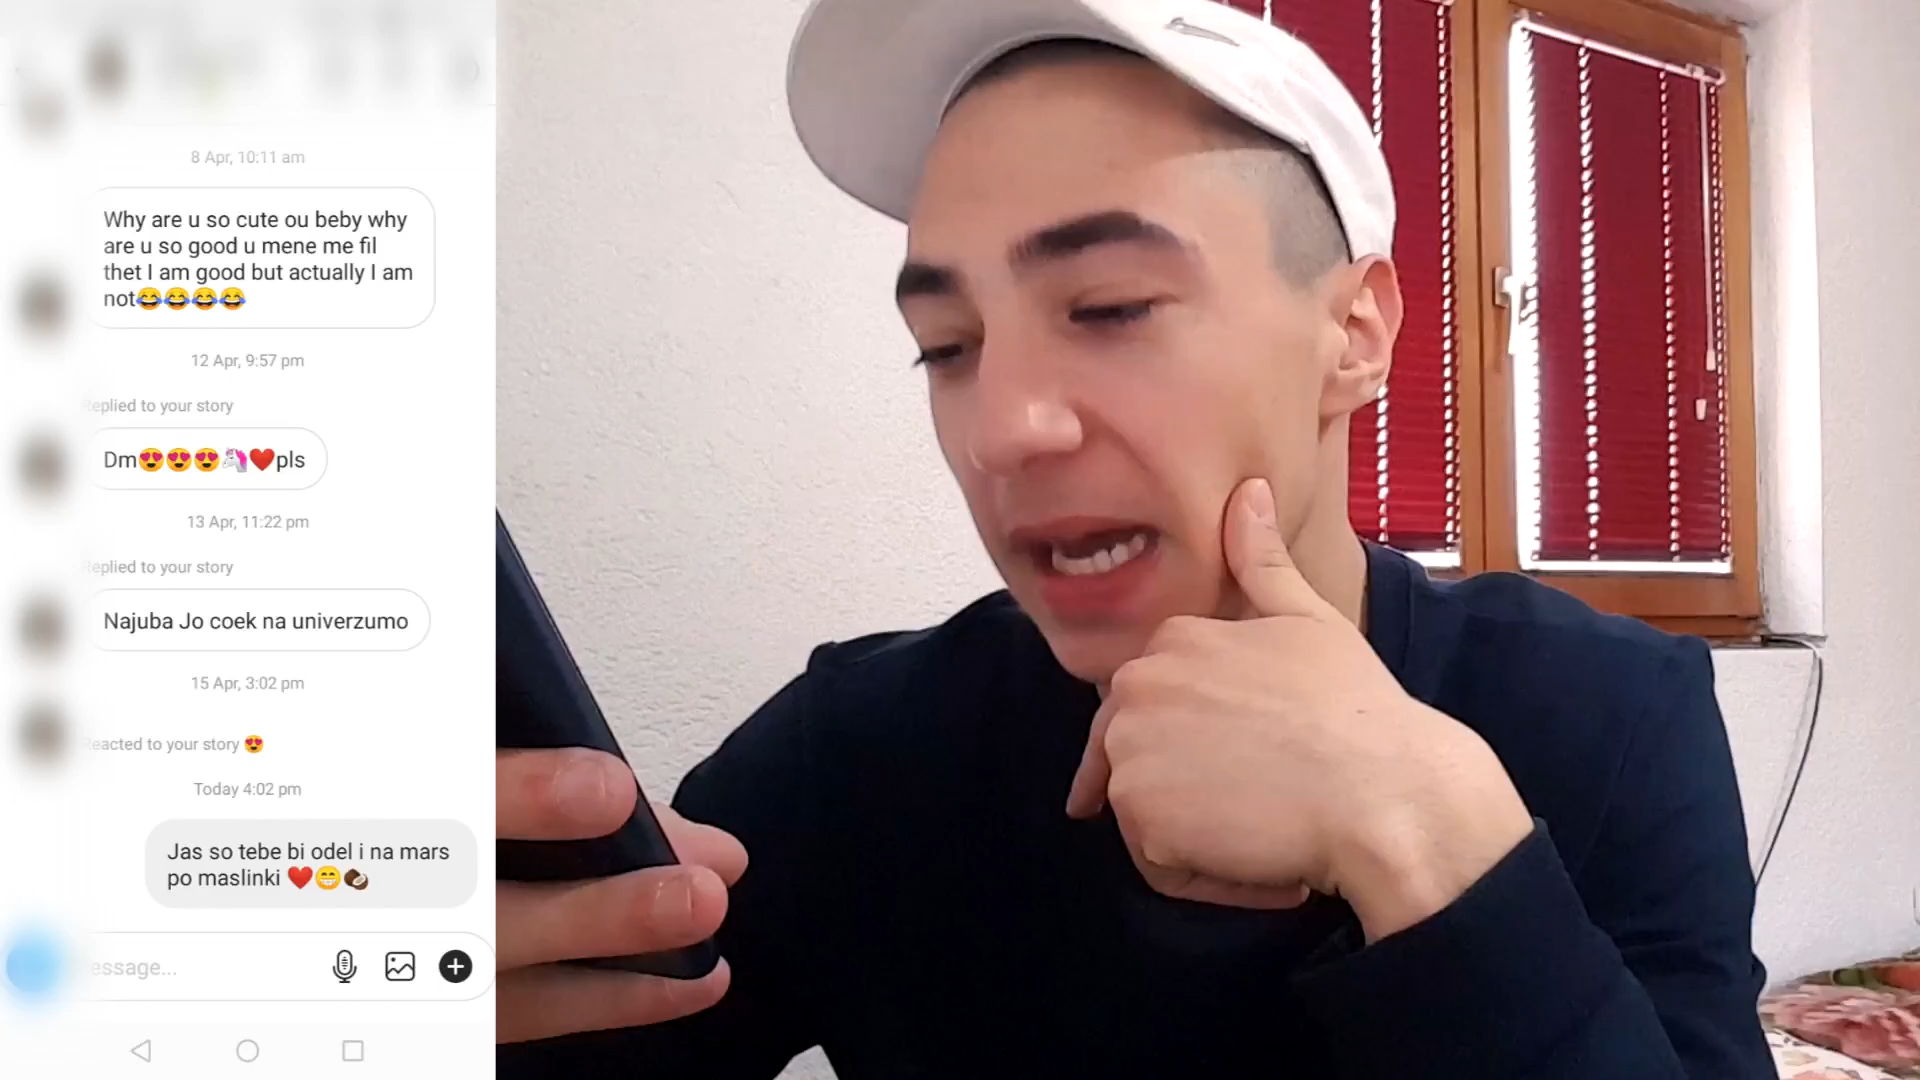 8 Apr, 10:11 am
Why are u so cute ou beby why
are u so good u mene me fil
thet I am good but actually I am
not😂😂😂😂
12 Apr, 9:57 pm
Replied to your story
Dm😍😍😍🦄❤️pls
13 Apr, 11:22 pm
Replied to your story
Najuba Jo coek na univerzumo
15 Apr, 3:02 pm
Reacted to your story 😍
Today 4:02 pm
Jas so tebe bi odel i na mars
po maslinki ❤️😁🥥
essage...